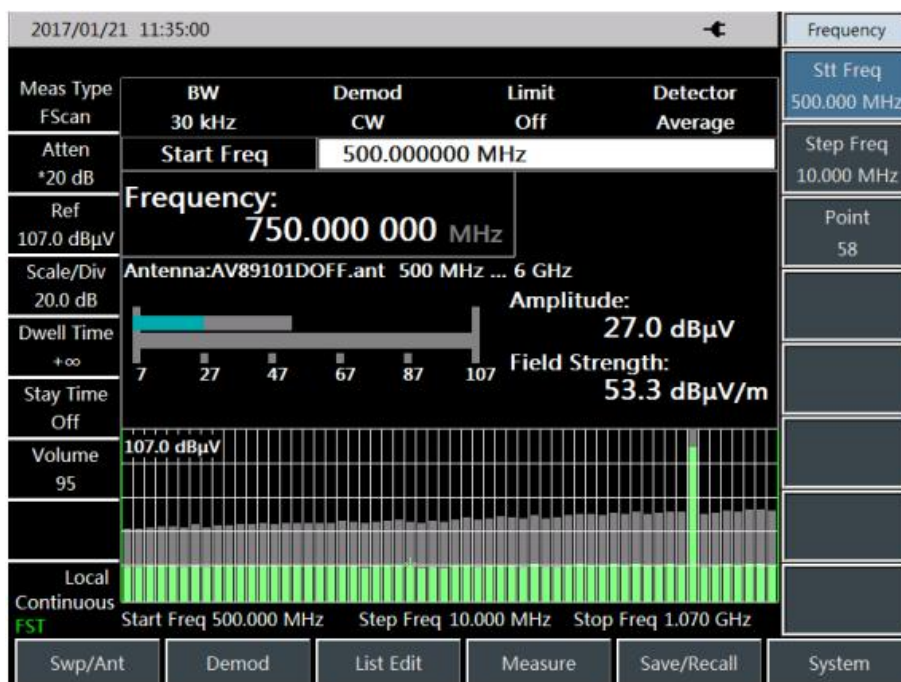 2017/01/21 11:35:00
Frequency
Meas Type
FScan
Atten
*20 dB
Ref
107.0 dBµV
Scale/Div
20.0 dB
Dwell Time
+∞
Stay Time
Off
Volume
95
Local
Continuous
FST
BW Demod Limit Detector
30 kHz CW Off Average
Start Freq 500.000000 MHz
Frequency:
750.000 000 MHz
Antenna:AV89101DOFF.ant 500 MHz ... 6 GHz
Amplitude:
27.0 dBµV
Field Strength:
53.3 dBµV/m
7 27 47 67 87 107
107.0 dBµV
Start Freq 500.000 MHz Step Freq 10.000 MHz Stop Freq 1.070 GHz
Stt Freq
500.000 MHz
Step Freq
10.000 MHz
Point
58
Swp/Ant Demod List Edit Measure Save/Recall System